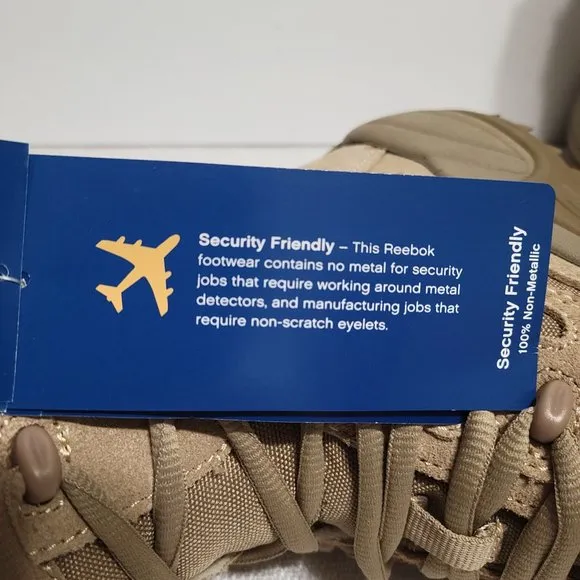 Security Friendly – This Reebok
footwear contains no metal for security
jobs that require working around metal
detectors, and manufacturing jobs that
require non-scratch eyelets.
Security Friendly
100% Non-Metallic